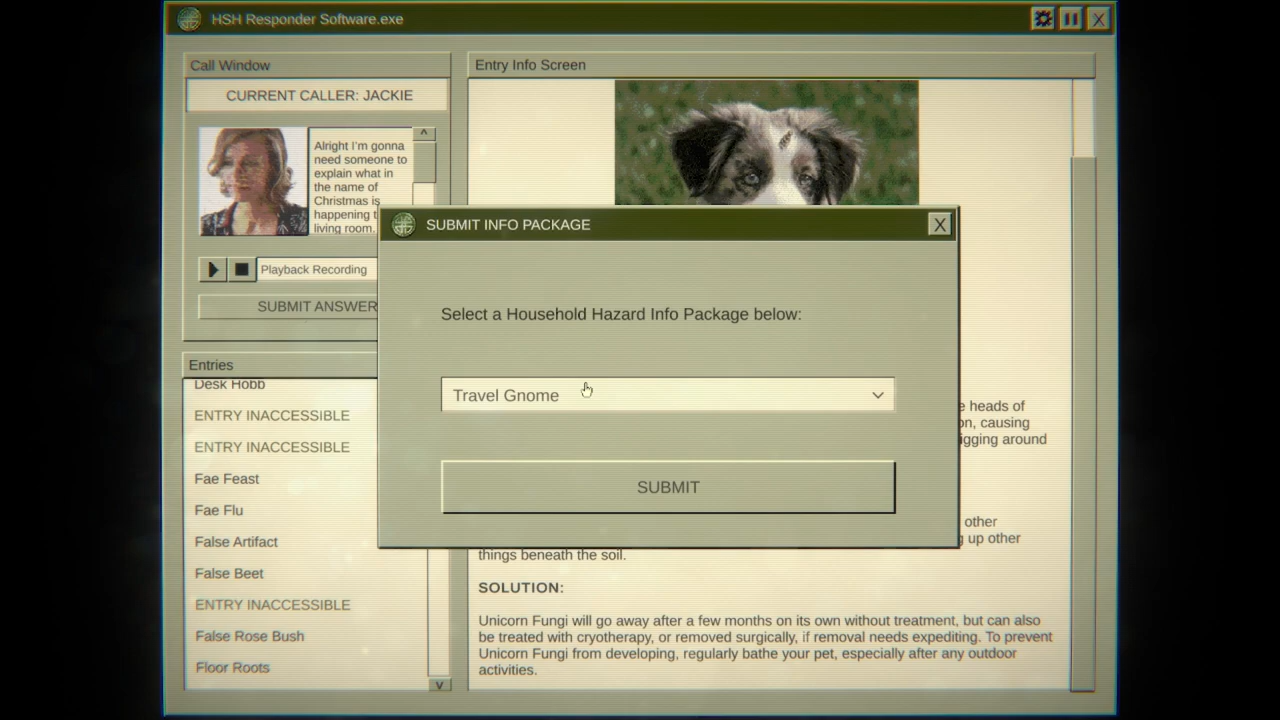 HSH Responder Software.exe
X
Call Window
CURRENT CALLER: JACKIE
Alright I'm gonna
need someone to
explain what in
the name of
Christmas is
happening
living room.
Playback Recording
SUBMIT ANSWER
Entries
Desk Hobb
ENTRY INACCESSIBLE
ENTRY INACCESSIBLE
Fae Feast
Fae Flu
False Artifact
False Beet
ENTRY INACCESSIBLE
False Rose Bush
Floor Roots
Entry Info Screen
SUBMIT INFO PACKAGE
X
Select a Household Hazard Info Package below:
Travel Gnome
SUBMIT
heads of
causing
around
other
up other
things beneath the soil.
SOLUTION:
Unicorn Fungi will go away after a few months on its own without treatment, but can also
be treated with cryotherapy, or removed surgically, if removal needs expediting. To prevent
Unicorn Fungi from developing, regularly bathe your pet, especially after any outdoor
activities.